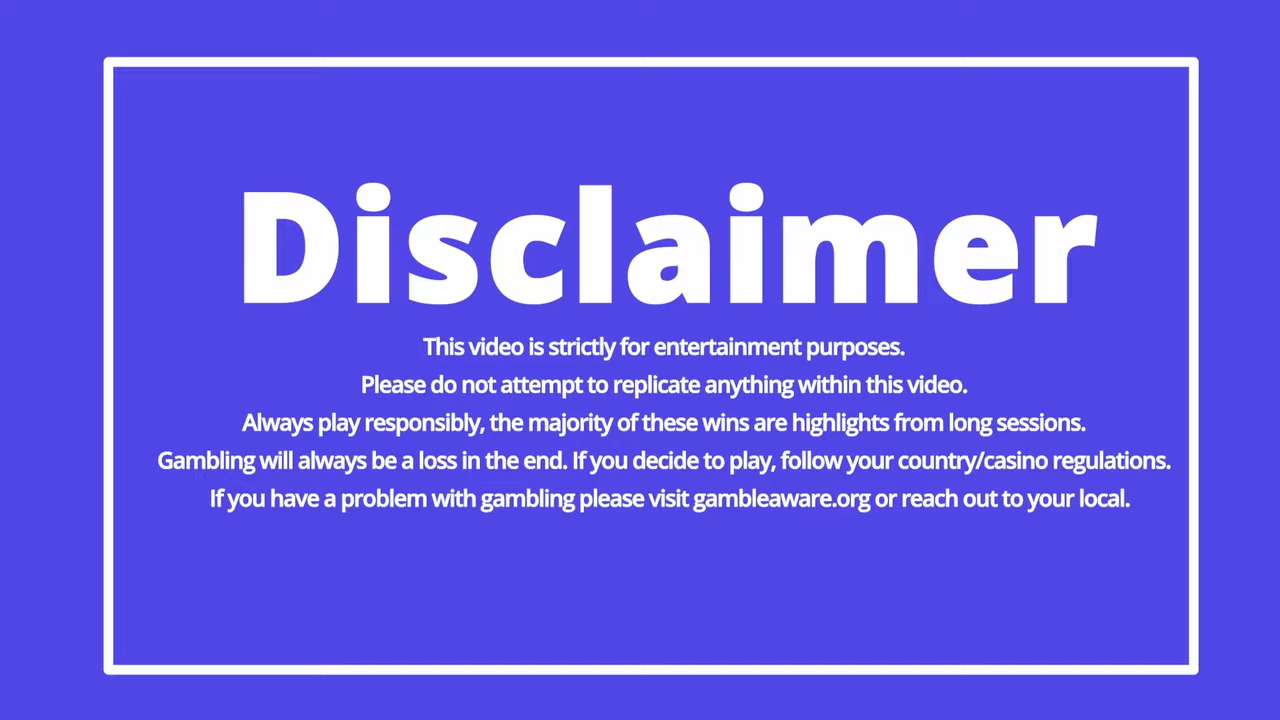 Disclaimer
This video is strictly for entertainment purposes.
Please do not attempt to replicate anything within this video.
Always play responsibly, the majority of these wins are highlights from long sessions.
Gambling will always be a loss in the end. If you decide to play, follow your country/casino regulations.
If you have a problem with gambling please visit gambleaware.org or reach out to your local.